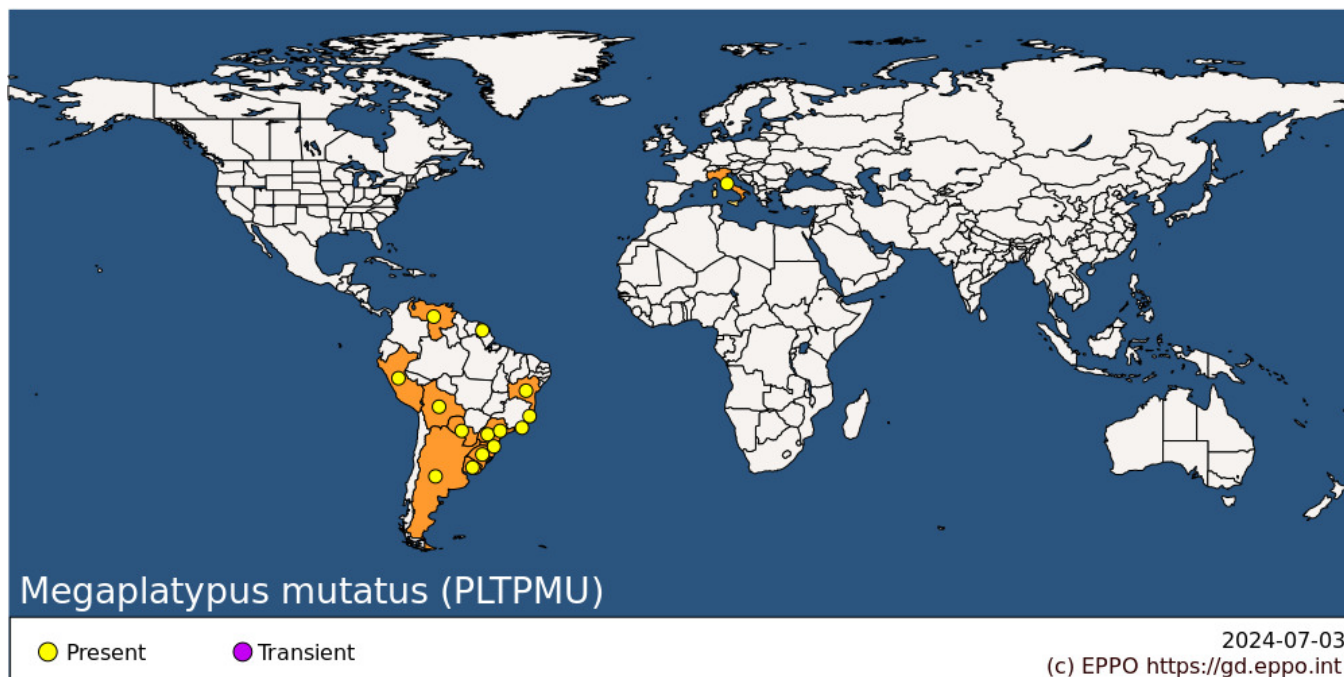 Megaplatypus mutatus (PLTPMU)
Present
Transient
2024-07-03
(c) EPPO https://gd.eppo.int